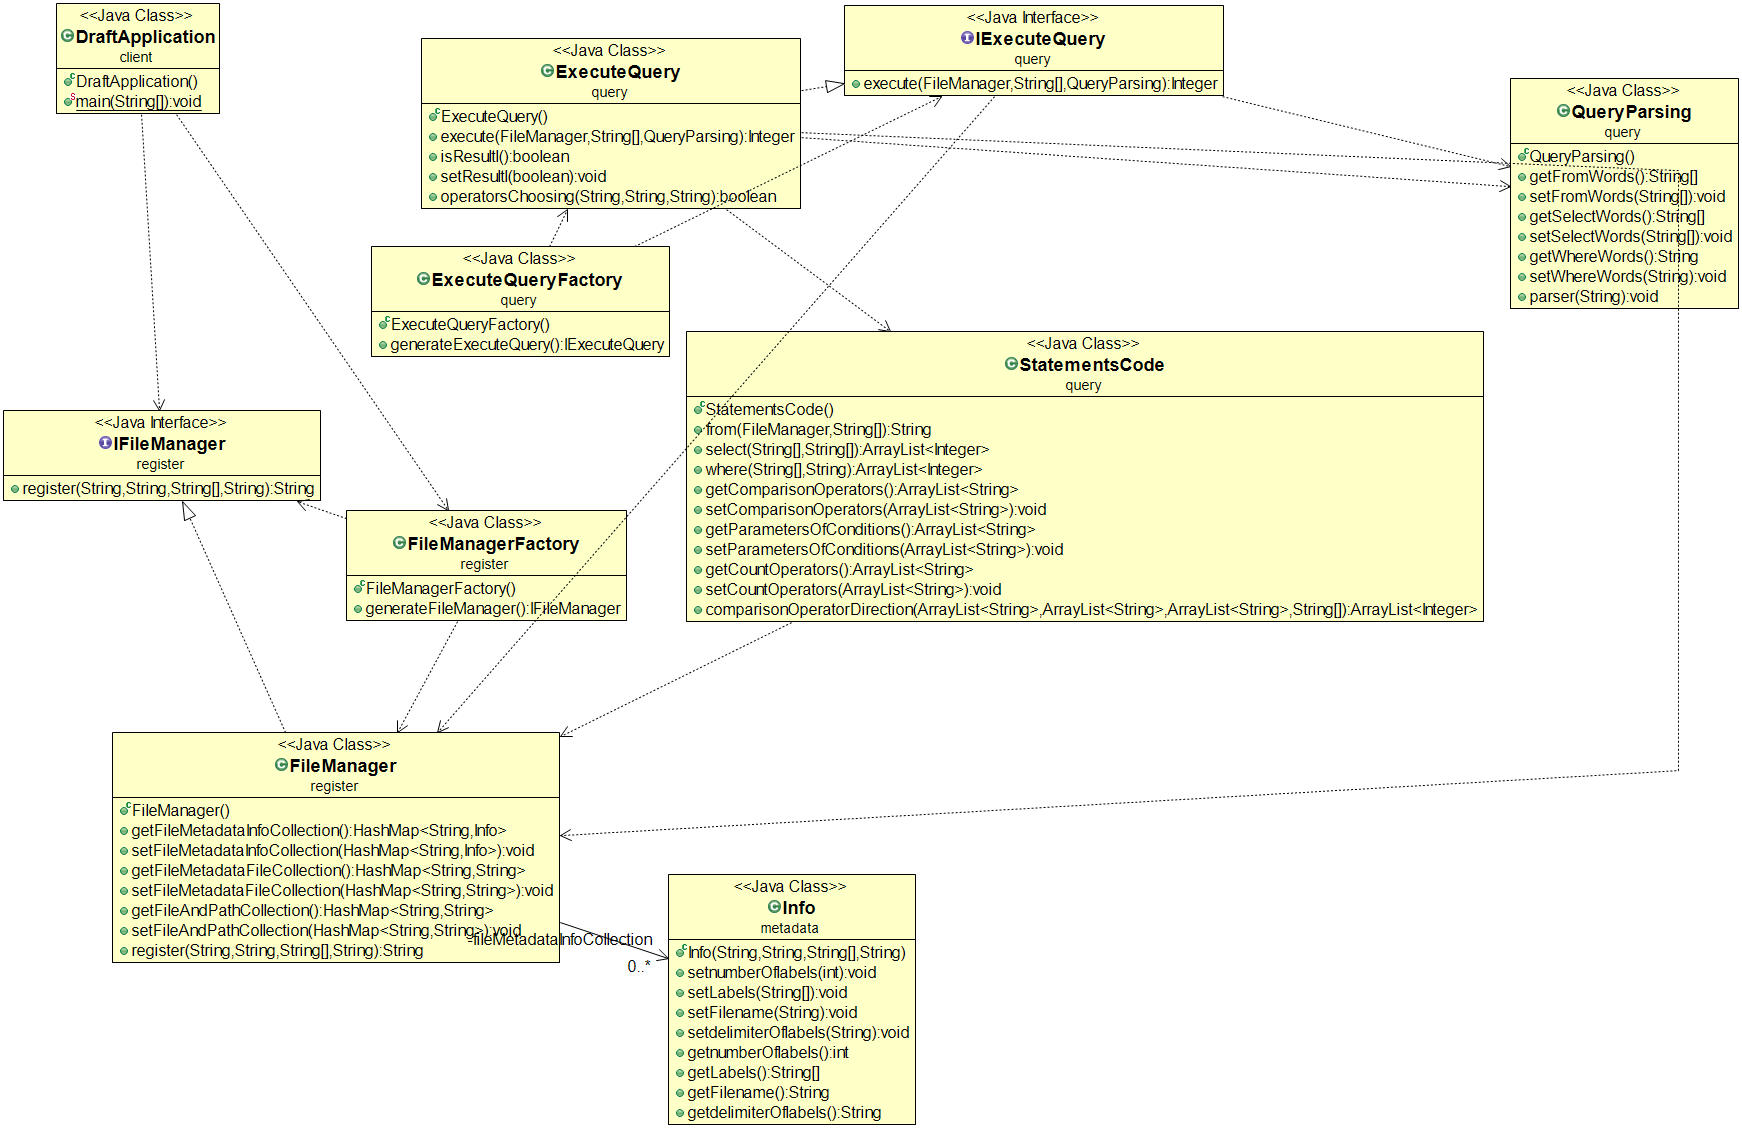 <<Java Class>>
DraftApplication
client
DraftApplication()
main(String[]):void
<<Java Class>>
ExecuteQuery
query
ExecuteQuery()
execute(FileManager,String[],QueryParsing):Integer
isResultI():boolean
setResultI(boolean):void
operatorsChoosing(String,String,String):boolean
<<Java Interface>>
IExecuteQuery
query
execute(FileManager,String[],QueryParsing):Integer
<<Java Class>>
QueryParsing
query
QueryParsing()
getFromWords():String[]
setFromWords(String[]):void
getSelectWords():String[]
setSelectWords(String[]):void
getWhereWords():String
setWhereWords(String):void
parser(String):void
<<Java Class>>
ExecuteQueryFactory
query
ExecuteQueryFactory()
generateExecuteQuery():IExecuteQuery
<<Java Class>>
StatementsCode
query
StatementsCode()
from(FileManager,String[]):String
select(String[],String[]):ArrayList<Integer>
where(String[],String):ArrayList<Integer>
getComparisonOperators():ArrayList<String>
setComparisonOperators(ArrayList<String>):void
getParametersOfConditions():ArrayList<String>
setParametersOfConditions(ArrayList<String>):void
getCountOperators():ArrayList<String>
setCountOperators(ArrayList<String>):void
comparisonOperatorDirection(ArrayList<String>,ArrayList<String>,ArrayList<String>,String[]):ArrayList<Integer>
<<Java Interface>>
IFileManager
register
register(String,String,String[],String):String
<<Java Class>>
FileManagerFactory
register
FileManagerFactory()
generateFileManager():IFileManager
<<Java Class>>
FileManager
register
FileManager()
getFileMetadataInfoCollection():HashMap<String,Info>
setFileMetadataInfoCollection(HashMap<String,Info>):void
getFileMetadataFileCollection():HashMap<String,String>
setFileMetadataFileCollection(HashMap<String,String>):void
getFileAndPathCollection():HashMap<String,String>
setFileAndPathCollection(HashMap<String,String>):void
register(String,String,String[],String):String
-fileMetadataInfoCollection
0..*
<<Java Class>>
Info
metadata
Info(String,String,String[],String)
setnumberOflabels(int):void
setLabels(String[]):void
setFilename(String):void
setdelimiterOflabels(String):void
getnumberOflabels():int
getLabels():String[]
getFilename():String
getdelimiterOflabels():String